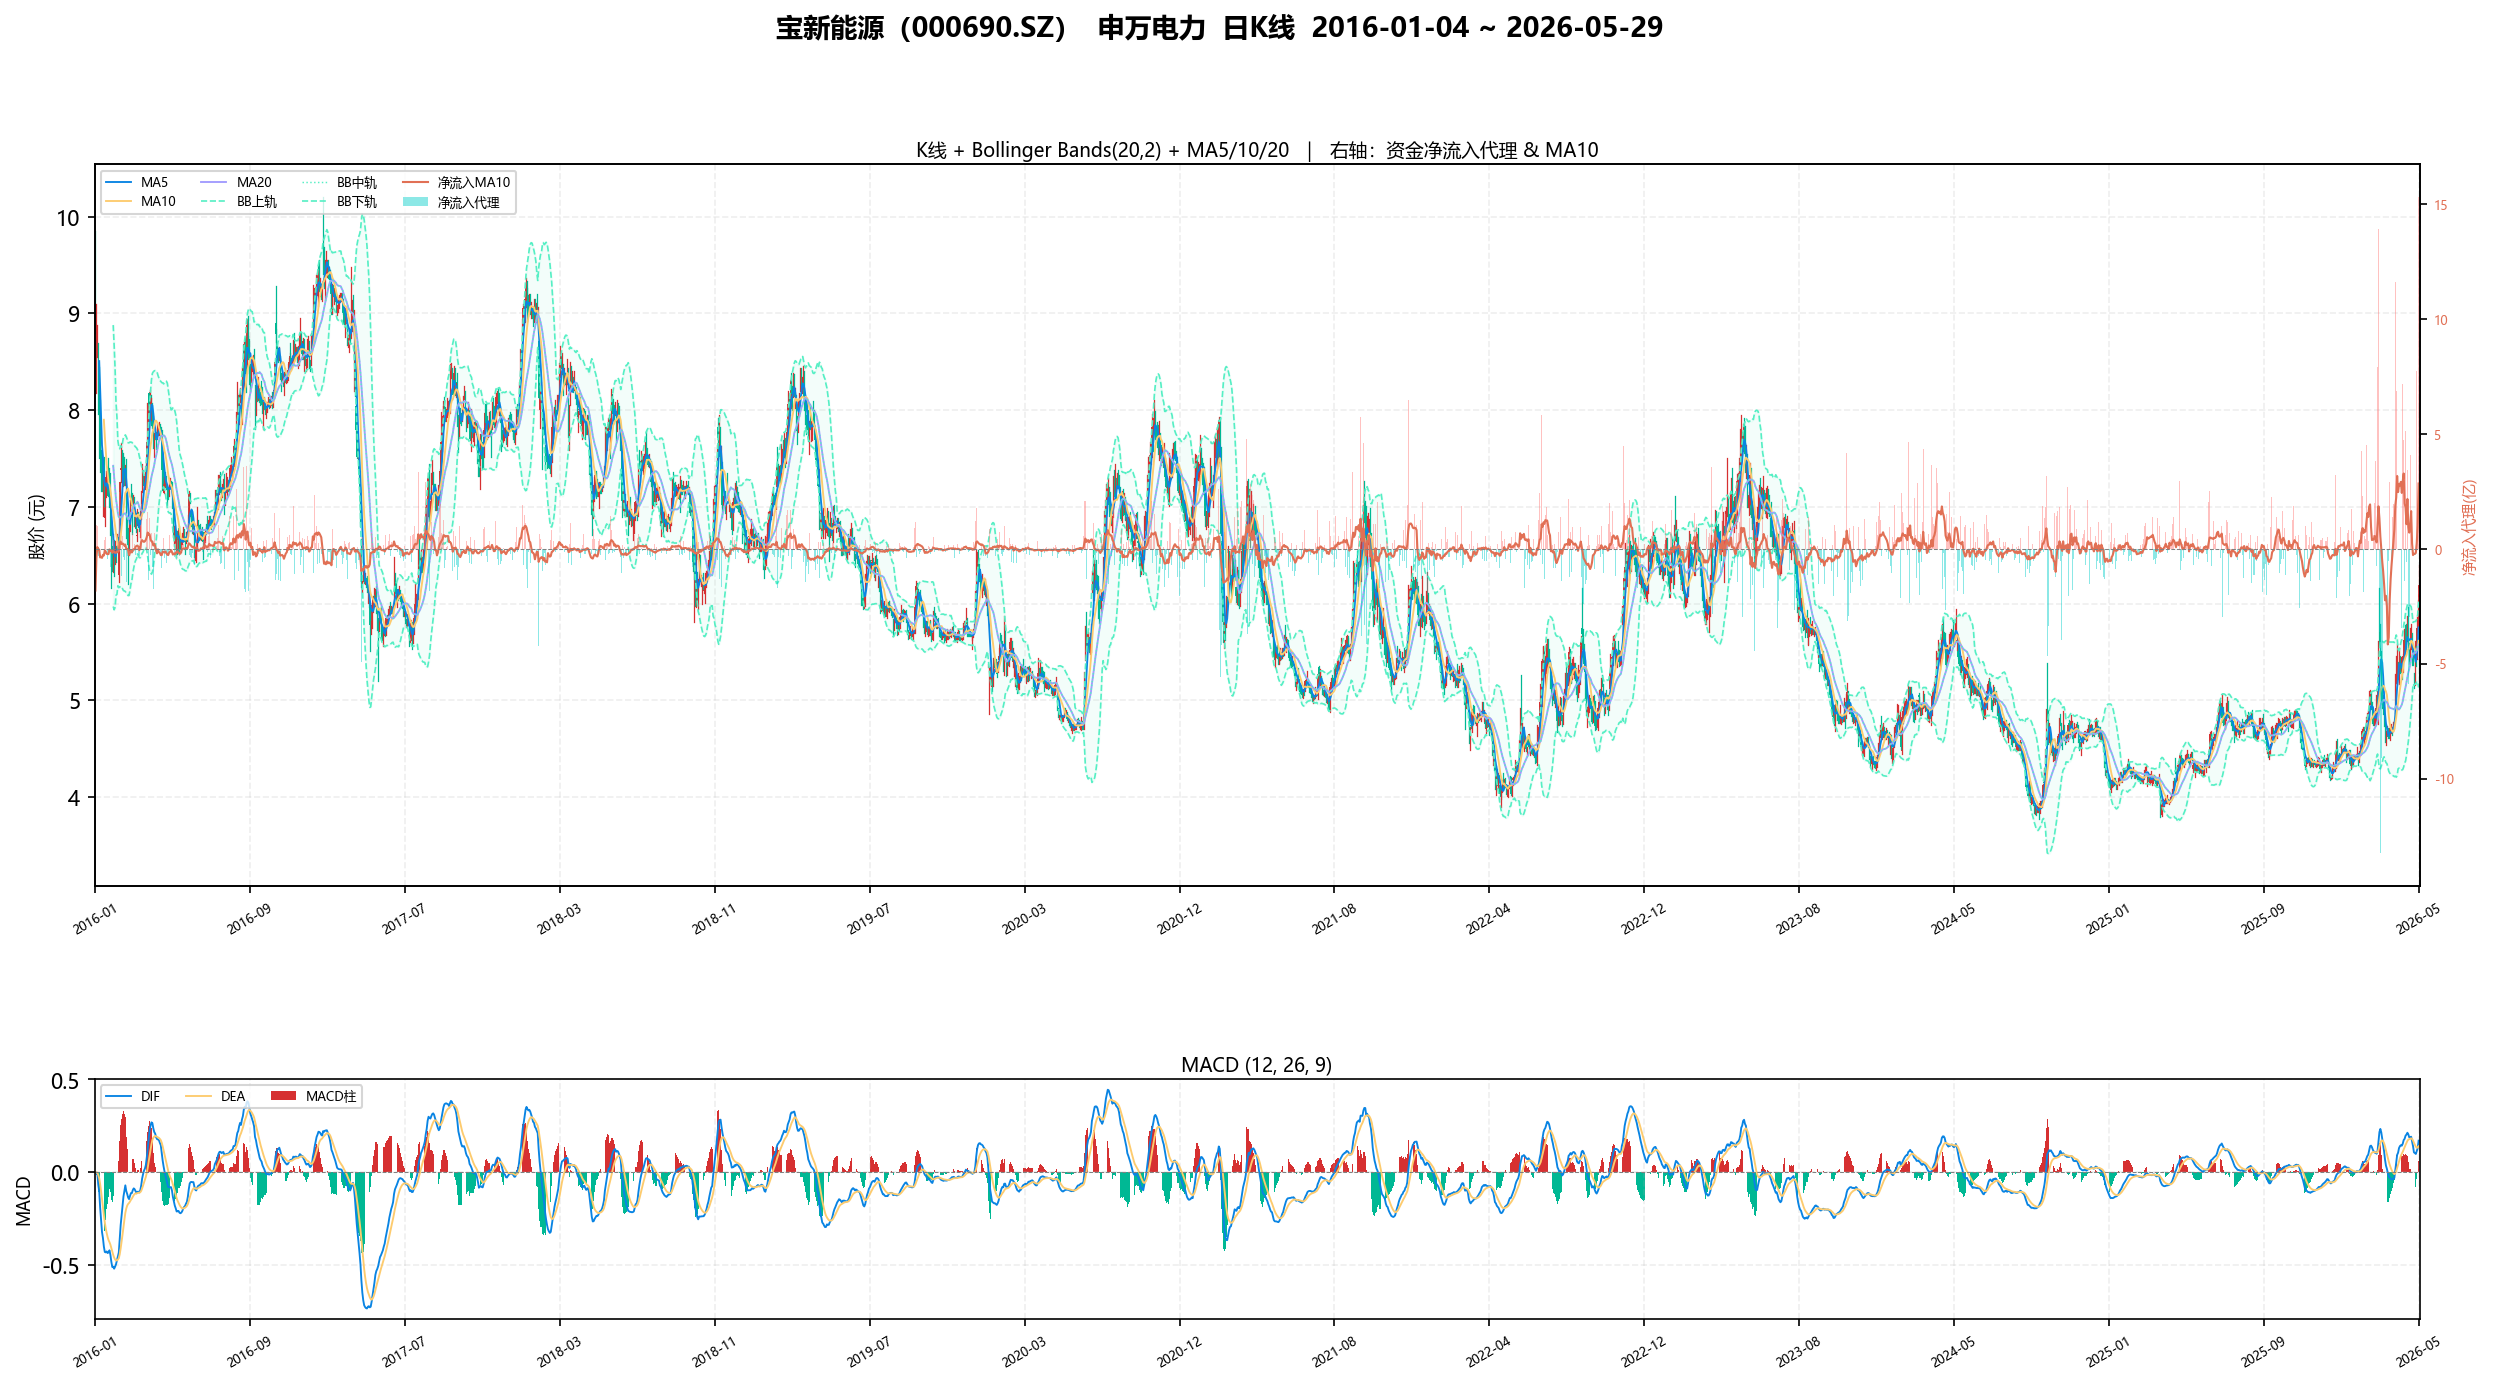 宝新能源（000690.SZ） 申万电力 日K线 2016-01-04 ~ 2026-05-29
K线 + Bollinger Bands(20,2) + MA5/10/20 | 右轴：资金净流入代理 & MA10
MA5 MA20 BB中轨 净流入MA10
MA10 BB上轨 BB下轨 净流入代理
10
9
8
7
6
5
4
股价 (元)
15
10
5
0
-5
-10
净流入代理(亿)
2016-01 2016-09 2017-07 2018-03 2018-11 2019-07 2020-03 2020-12 2021-08 2022-04 2022-12 2023-08 2024-05 2025-01 2025-09 2026-05
MACD (12, 26, 9)
DIF DEA MACD柱
0.5
0.0
-0.5
MACD
2016-01 2016-09 2017-07 2018-03 2018-11 2019-07 2020-03 2020-12 2021-08 2022-04 2022-12 2023-08 2024-05 2025-01 2025-09 2026-05